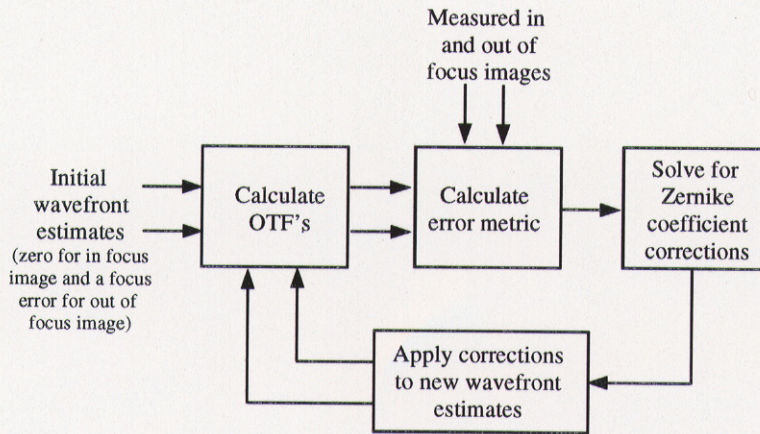 Measured in
and out of
focus images
Initial
wavefront
estimates
(zero for in focus
image and a focus
error for out of
focus image)
Calculate
OTF's
Calculate
error metric
Solve for
Zernike
coefficient
corrections
Apply corrections
to new wavefront
estimates